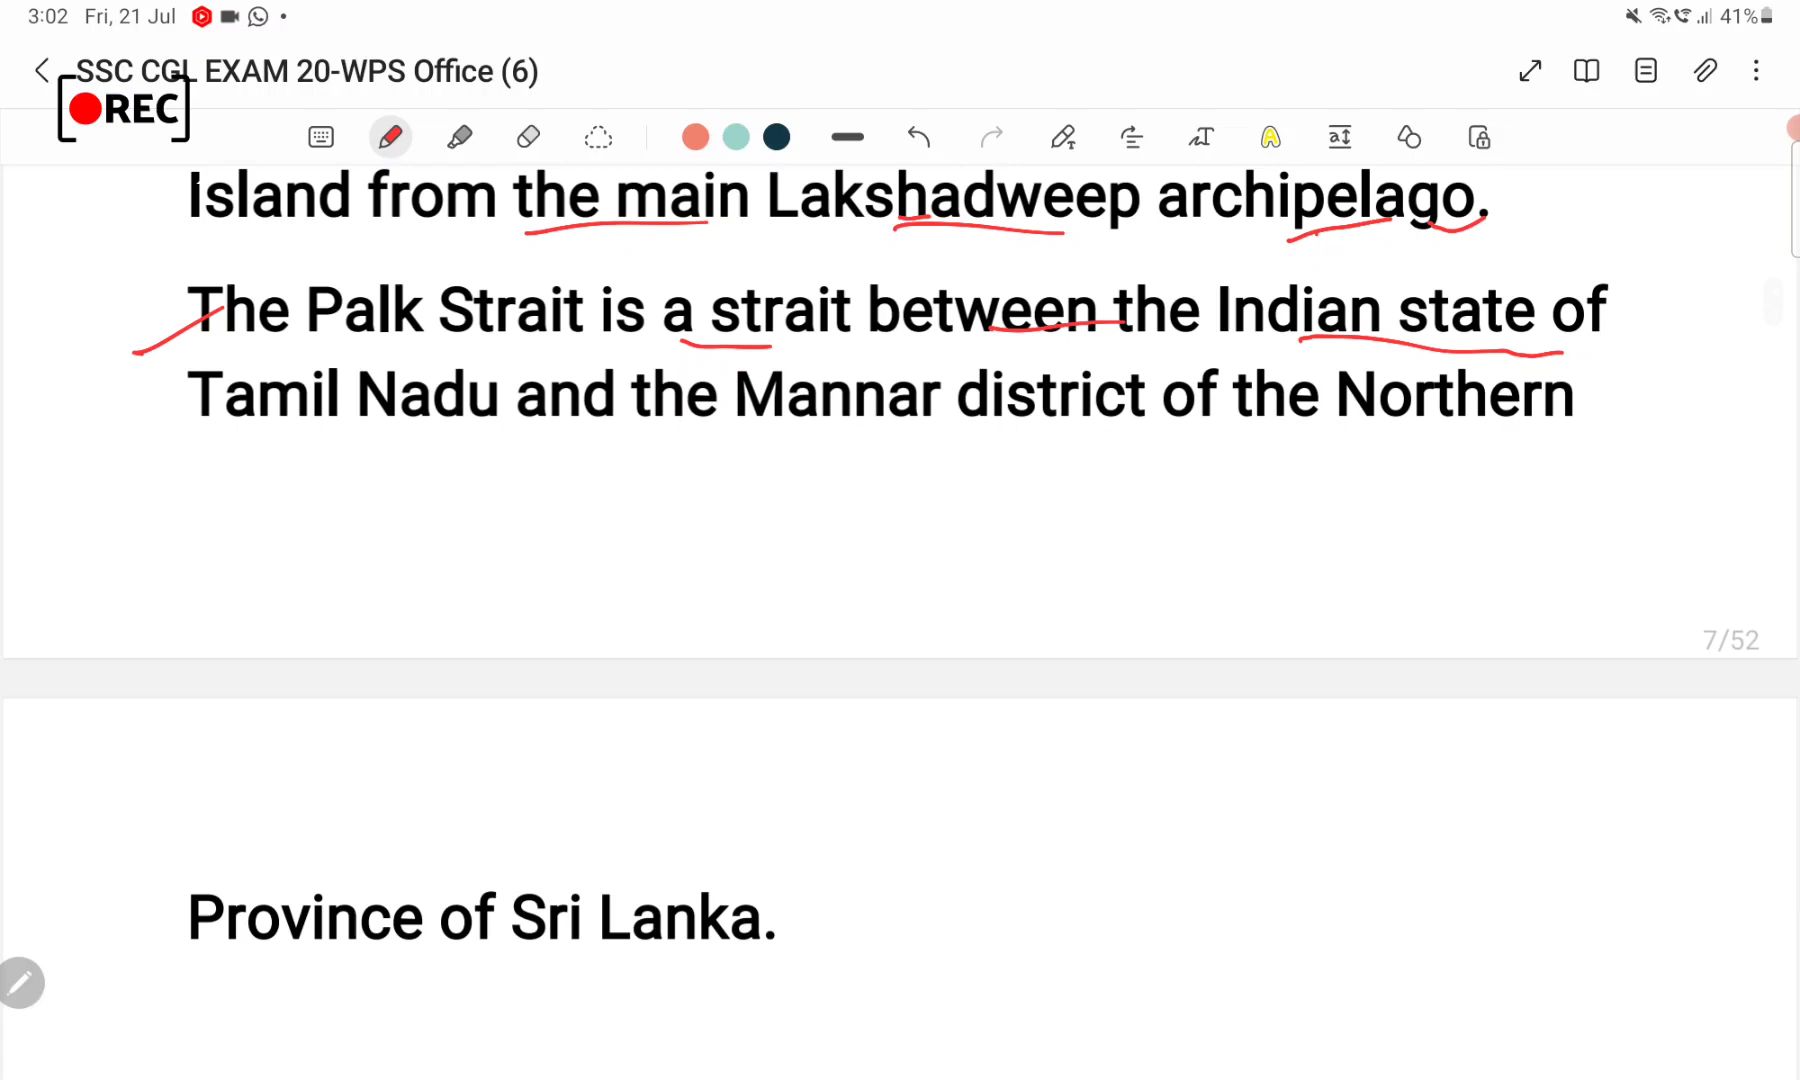 3:02 Fri, 21 Jul 41%
SSC CGL EXAM 20-WPS Office (6)
REC
Island from the main Lakshadweep archipelago.
The Palk Strait is a strait between the Indian state of
Tamil Nadu and the Mannar district of the Northern
7/52
Province of Sri Lanka.